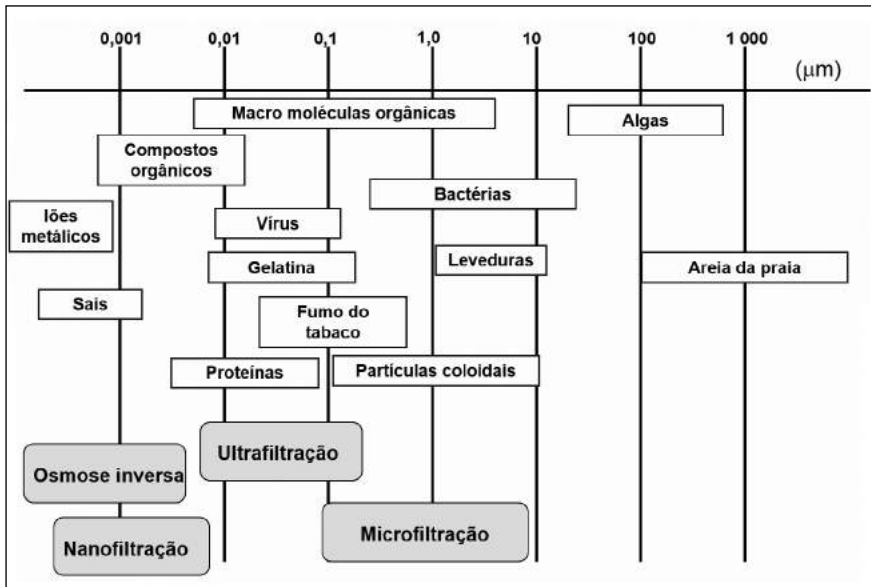 0,001 0,01 0,1 1,0 10 100 1 000
(μm)
Macro moléculas orgânicas
Algas
Compostos
orgânicos
Bactérias
Iões
metálicos
Vírus
Leveduras
Gelatina
Areia da praia
Sais
Fumo do
tabaco
Proteínas
Partículas coloidais
Ultrafiltração
Osmose inversa
Microfiltração
Nanofiltração